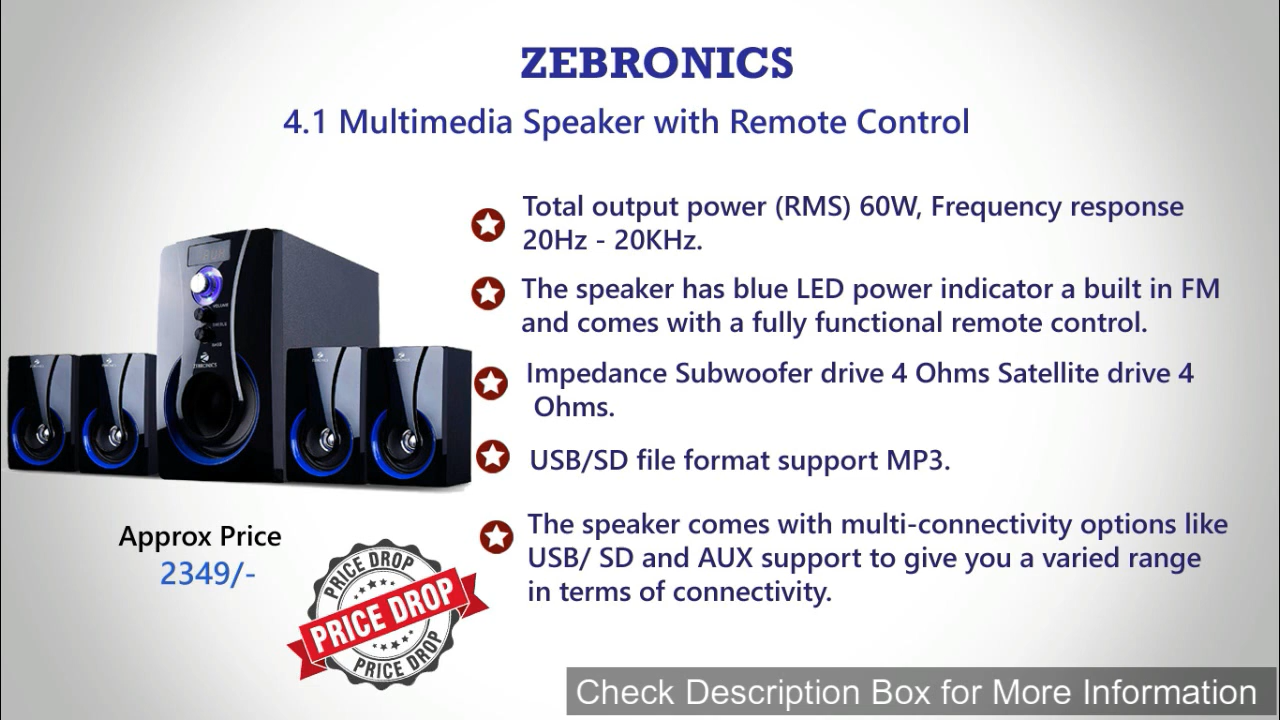 ZEBRONICS
4.1 Multimedia Speaker with Remote Control
Total output power (RMS) 60W, Frequency response
20Hz - 20KHz.
The speaker has blue LED power indicator a built in FM
and comes with a fully functional remote control.
Impedance Subwoofer drive 4 Ohms Satellite drive 4
Ohms.
USB/SD file format support MP3.
The speaker comes with multi-connectivity options like
USB/ SD and AUX support to give you a varied range
in terms of connectivity.
ZEBRONICS
Approx Price
2349/-
PRICE DROP
PRICE DROP
PRICE DROP
Check Description Box for More Information